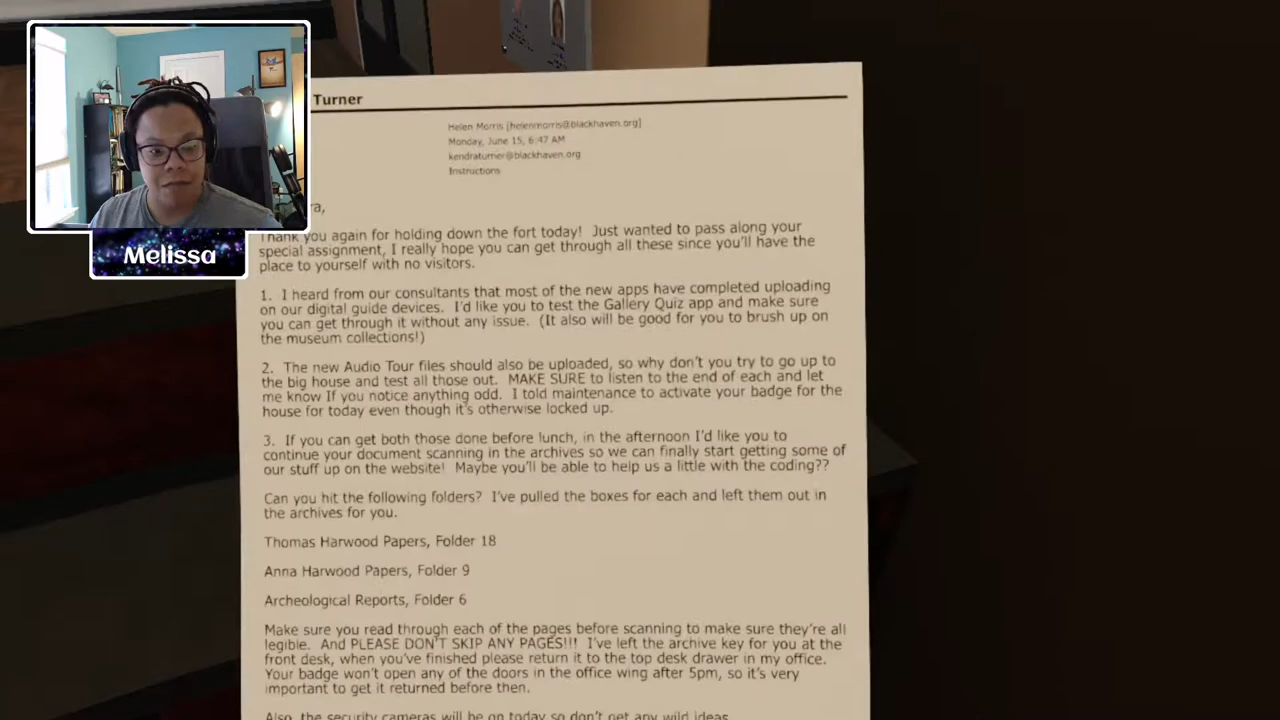 Turner
Helen Morris [helenmorris@blackhaven.org]
Monday, June 15, 6:47 AM
kendraturner@blackhaven.org
Instructions
ra,
Thank you again for holding down the fort today! Just wanted to pass along your
special assignment, I really hope you can get through all these since you'll have the
place to yourself with no visitors.
1. I heard from our consultants that most of the new apps have completed uploading
on our digital guide devices. I'd like you to test the Gallery Quiz app and make sure
you can get through it without any issue. (It also will be good for you to brush up on
the museum collections!)
2. The new Audio Tour files should also be uploaded, so why don't you try to go up to
the big house and test all those out. MAKE SURE to listen to the end of each and let
me know If you notice anything odd. I told maintenance to activate your badge for the
house for today even though it's otherwise locked up.
3. If you can get both those done before lunch, in the afternoon I'd like you to
continue your document scanning in the archives so we can finally start getting some of
our stuff up on the website! Maybe you'll be able to help us a little with the coding??
Can you hit the following folders? I've pulled the boxes for each and left them out in
the archives for you.
Thomas Harwood Papers, Folder 18
Anna Harwood Papers, Folder 9
Archeological Reports, Folder 6
Make sure you read through each of the pages before scanning to make sure they're all
legible. And PLEASE DON'T SKIP ANY PAGES!!! I've left the archive key for you at the
front desk, when you've finished please return it to the top desk drawer in my office.
Your badge won't open any of the doors in the office wing after 5pm, so it's very
important to get it returned before then.
Also, the security cameras will be on today so don't get any wild ideas
Melissa